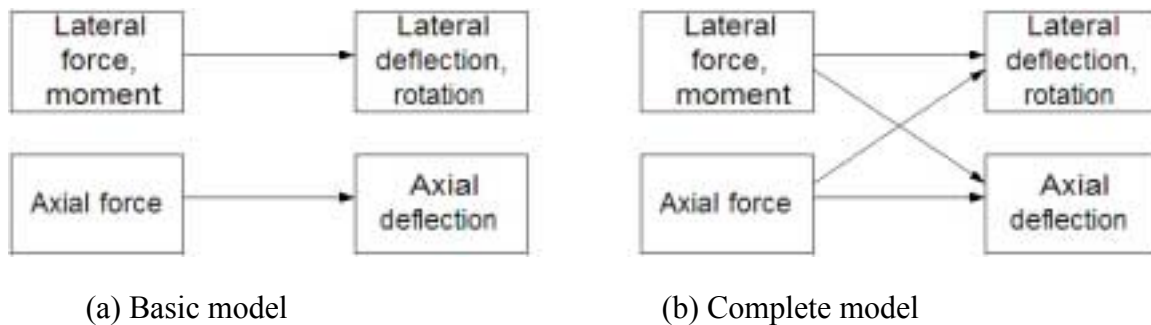 Lateral
force,
moment
Lateral
deflection,
rotation
Axial force
Axial
deflection
Lateral
force,
moment
Lateral
deflection,
rotation
Axial force
Axial
deflection
(a) Basic model
(b) Complete model